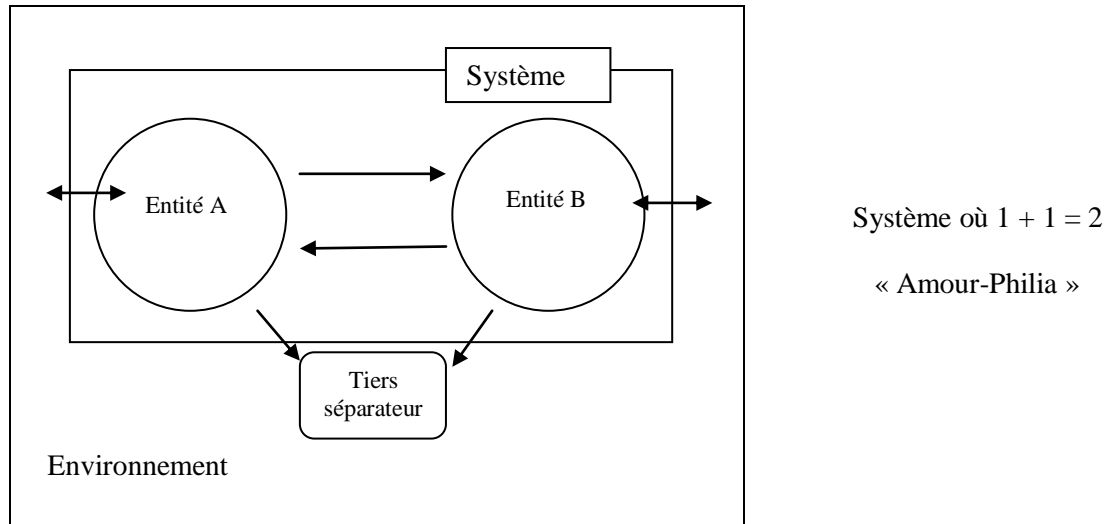 Système
Entité A
Entité B
Système où 1 + 1 = 2
« Amour-Philia »
Tiers
séparateur
Environnement